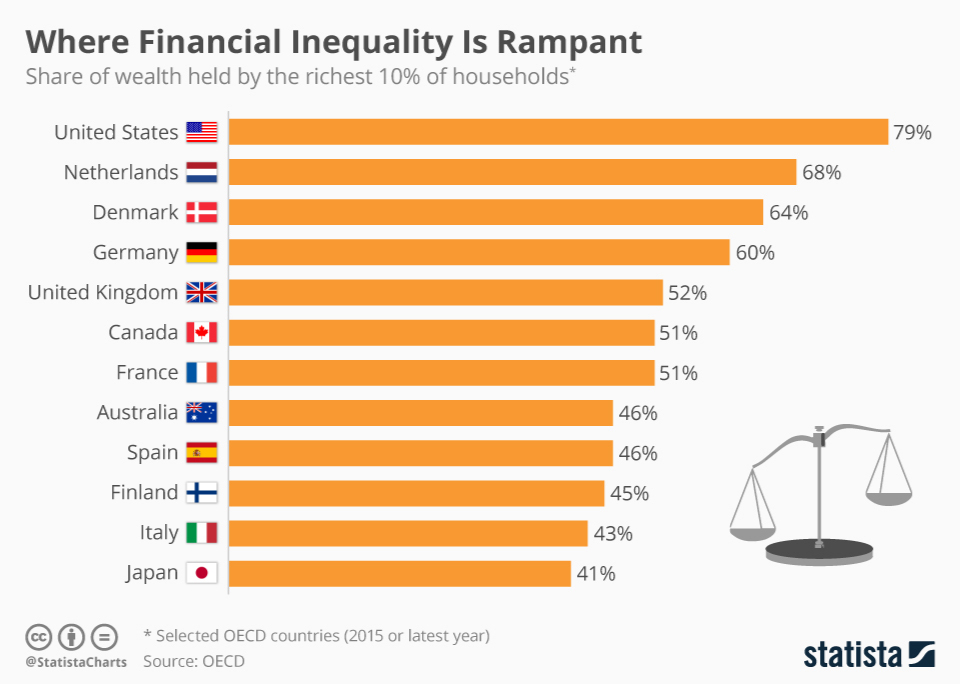 Where Financial Inequality Is Rampant
Share of wealth held by the richest 10% of households*
United States 79%
Netherlands 68%
Denmark 64%
Germany 60%
United Kingdom 52%
Canada 51%
France 51%
Australia 46%
Spain 46%
Finland 45%
Italy 43%
Japan 41%
cc
* Selected OECD countries (2015 or latest year)
@StatistaCharts Source: OECD
statista